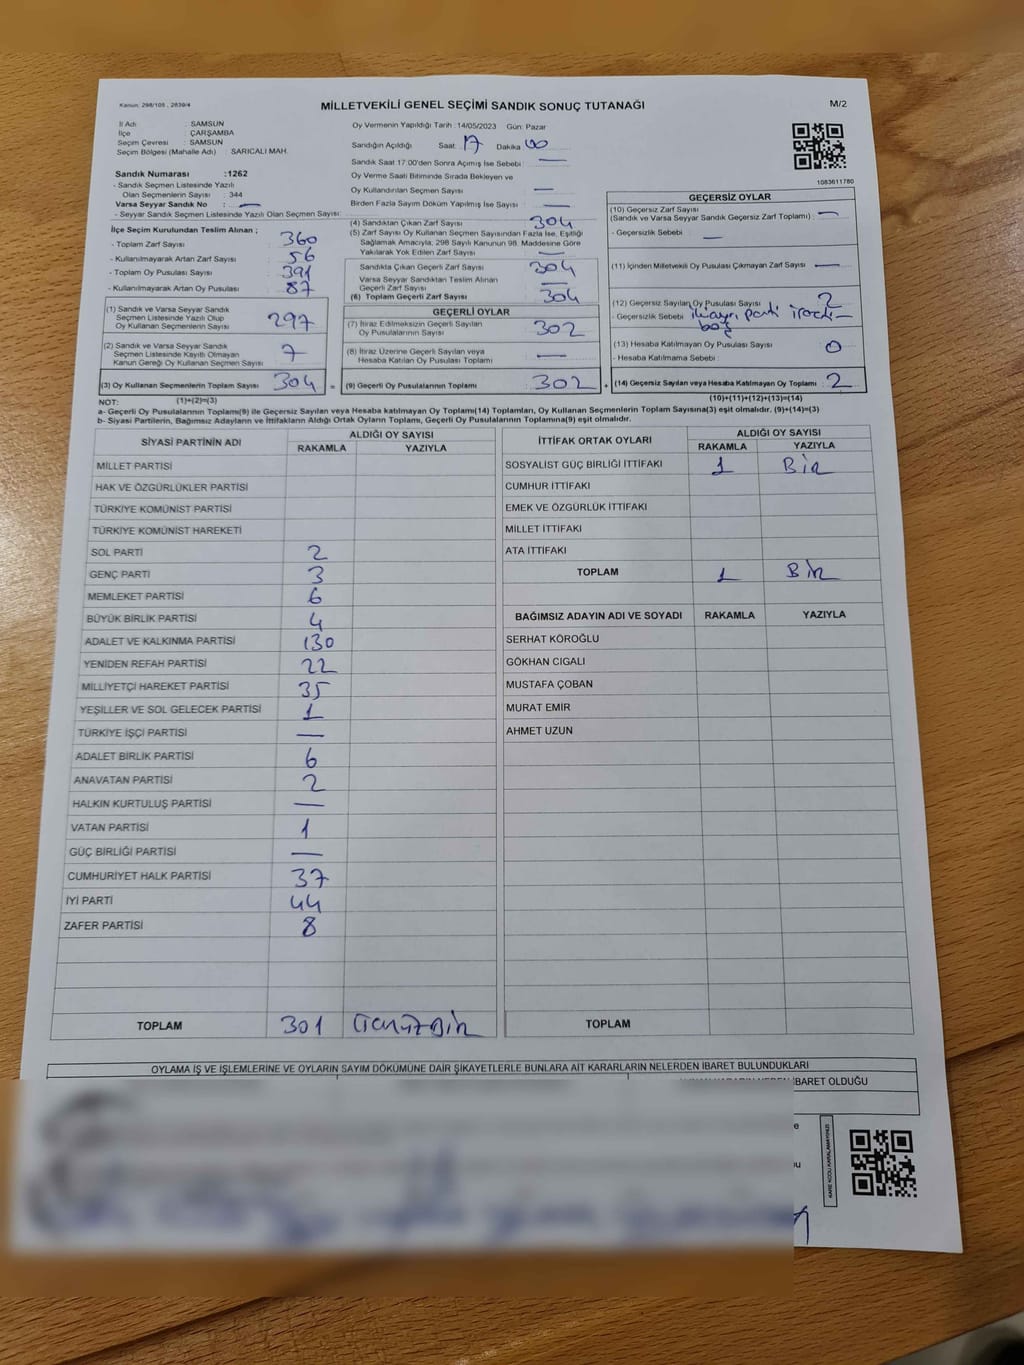 Kanun: 298/105 , 2839/4
MİLLETVEKİLİ GENEL SEÇİMİ SANDIK SONUÇ TUTANAĞI
M/2
İl Adı : SAMSUN
İlçe : ÇARŞAMBA
Seçim Çevresi : SAMSUN
Seçim Bölgesi (Mahalle Adı) : SARICALI MAH.
Sandık Numarası :1262
- Sandık Seçmen Listesinde Yazılı
Olan Seçmenlerin Sayısı : 344
Varsa Seyyar Sandık No : —
- Seyyar Sandık Seçmen Listesinde Yazılı Olan Seçmen Sayısı:
Oy Vermenin Yapıldığı Tarih :14/05/2023 Gün: Pazar
Sandığın Açıldığı Saat: 17 Dakika 00
Sandık Saat 17:00'den Sonra Açımış İse Sebebi : —
Oy Verme Saati Bitiminde Sırada Bekleyen ve
Oy Kullandırılan Seçmen Sayısı : —
Birden Fazla Sayım Döküm Yapılmış İse Sayısı : —
1083611780
İlçe Seçim Kurulundan Teslim Alınan ;
- Toplam Zarf Sayısı : 360
- Kullanılmayarak Artan Zarf Sayısı : 56
- Toplam Oy Pusulası Sayısı : 391
- Kullanılmayarak Artan Oy Pusulası : 87
(1) Sandık ve Varsa Seyyar Sandık
Seçmen Listesinde Yazılı Olup
Oy Kullanan Seçmenlerin Sayısı : 297
(2) Sandık ve Varsa Seyyar Sandık
Seçmen Listesinde Kayıtlı Olmayan
Kanun Gereği Oy Kullanan Seçmen Sayısı : 7
(3) Oy Kullanan Seçmenlerin Toplam Sayısı : 304 =
(1)+(2)=(3)
(4) Sandıktan Çıkan Zarf Sayısı : 304
(5) Zarf Sayısı Oy Kullanan Seçmen Sayısından Fazla İse, Eşitliği
Sağlamak Amacıyla; 298 Sayılı Kanunun 98. Maddesine Göre
Yakılarak Yok Edilen Zarf Sayısı : —
Sandıkta Çıkan Geçerli Zarf Sayısı : 304
Varsa Seyyar Sandıktan Teslim Alınan
Geçerli Zarf Sayısı : —
(6) Toplam Geçerli Zarf Sayısı : 304
GEÇERLİ OYLAR
(7) İtiraz Edilmeksizin Geçerli Sayılan
Oy Pusulalarının Sayısı : 302
(8) İtiraz Üzerine Geçerli Sayılan veya
Hesaba Katılan Oy Pusulası Toplamı : —
(9) Geçerli Oy Pusulalarının Toplamı : 302 +
GEÇERSİZ OYLAR
(10) Geçersiz Zarf Sayısı
(Sandık ve Varsa Seyyar Sandık Geçersiz Zarf Toplamı) : —
- Geçersizlik Sebebi : —
(11) İçinden Milletvekili Oy Pusulası Çıkmayan Zarf Sayısı : —
(12) Geçersiz Sayılan Oy Pusulası Sayısı : 2
- Geçersizlik Sebebi : iki ayrı parti
boş
(13) Hesaba Katılmayan Oy Pusulası Sayısı : 0
- Hesaba Katılmama Sebebi :
(14) Geçersiz Sayılan veya Hesaba Katılmayan Oy Toplamı : 2
(10)+(11)+(12)+(13)=(14)
NOT:
a- Geçerli Oy Pusulalarının Toplamı(9) ile Geçersiz Sayılan veya Hesaba katılmayan Oy Toplamı(14) Toplamları, Oy Kullanan Seçmenlerin Toplam Sayısına(3) eşit olmalıdır. (9)+(14)=(3)
b- Siyasi Partilerin, Bağımsız Adayların ve İttifakların Aldığı Ortak Oyların Toplamı, Geçerli Oy Pusulalarının Toplamına(9) eşit olmalıdır.
SİYASİ PARTİNİN ADI
ALDIĞI OY SAYISI
RAKAMLA YAZIYLA
MİLLET PARTİSİ
HAK VE ÖZGÜRLÜKLER PARTİSİ
TÜRKİYE KOMÜNİST PARTİSİ
TÜRKİYE KOMÜNİST HAREKETİ
SOL PARTİ 2
GENÇ PARTİ 3
MEMLEKET PARTİSİ 6
BÜYÜK BİRLİK PARTİSİ 4
ADALET VE KALKINMA PARTİSİ 130
YENİDEN REFAH PARTİSİ 22
MİLLİYETÇİ HAREKET PARTİSİ 35
YEŞİLLER VE SOL GELECEK PARTİSİ 1
TÜRKİYE İŞÇİ PARTİSİ —
ADALET BİRLİK PARTİSİ 6
ANAVATAN PARTİSİ 2
HALKIN KURTULUŞ PARTİSİ —
VATAN PARTİSİ 1
GÜÇ BİRLİĞİ PARTİSİ —
CUMHURİYET HALK PARTİSİ 37
İYİ PARTİ 44
ZAFER PARTİSİ 8
TOPLAM 301 üçyüzbir
İTTİFAK ORTAK OYLARI
ALDIĞI OY SAYISI
RAKAMLA YAZIYLA
SOSYALİST GÜÇ BİRLİĞİ İTTİFAKI 1 Bir
CUMHUR İTTİFAKI
EMEK VE ÖZGÜRLÜK İTTİFAKI
MİLLET İTTİFAKI
ATA İTTİFAKI
TOPLAM 1 Bir
BAĞIMSIZ ADAYIN ADI VE SOYADI RAKAMLA YAZIYLA
SERHAT KÖROĞLU
GÖKHAN CIGALI
MUSTAFA ÇOBAN
MURAT EMİR
AHMET UZUN
TOPLAM
OYLAMA İŞ VE İŞLEMLERİNE VE OYLARIN SAYIM DÖKÜMÜNE DAİR ŞİKAYETLERLE BUNLARA AİT KARARLARIN NELERDEN İBARET BULUNDUKLARI
İBARET OLDUĞU
KARE KODU KARALAMAYINIZ!